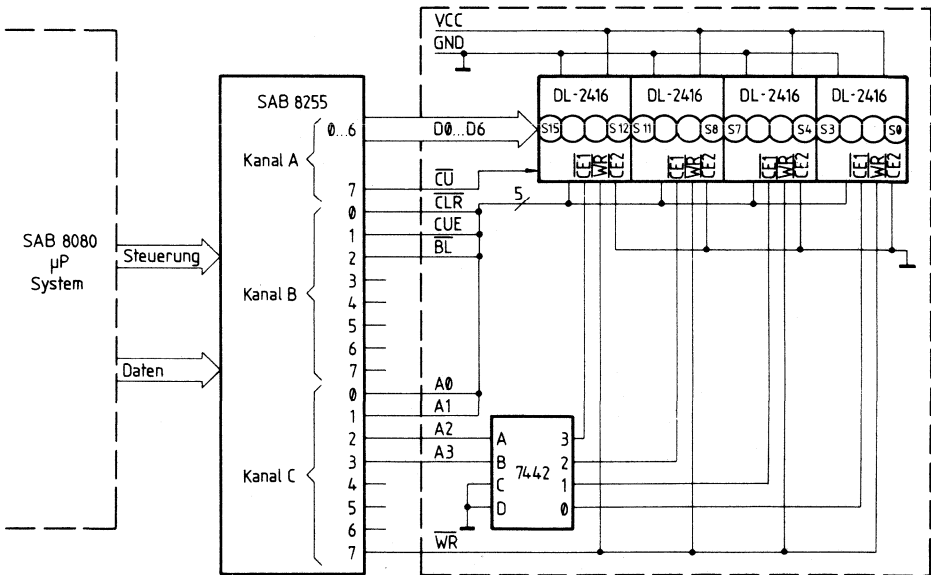 VCC
GND
SAB 8080
µP
System
Steuerung
Daten
SAB 8255
Kanal A
Kanal B
Kanal C
0...6
7
0
1
2
3
4
5
6
7
0
1
2
3
4
5
6
7
D0...D6
CU
CLR
CUE
BL
A0
A1
A2
A3
WR
5
DL-2416 DL-2416 DL-2416 DL-2416
S15 S12 S11 S8 S7 S4 S3 S0
CE1 WR CE2 CE1 WR CE2 CE1 WR CE2 CE1 WR CE2
7442
A 3
B 2
C 1
D 0